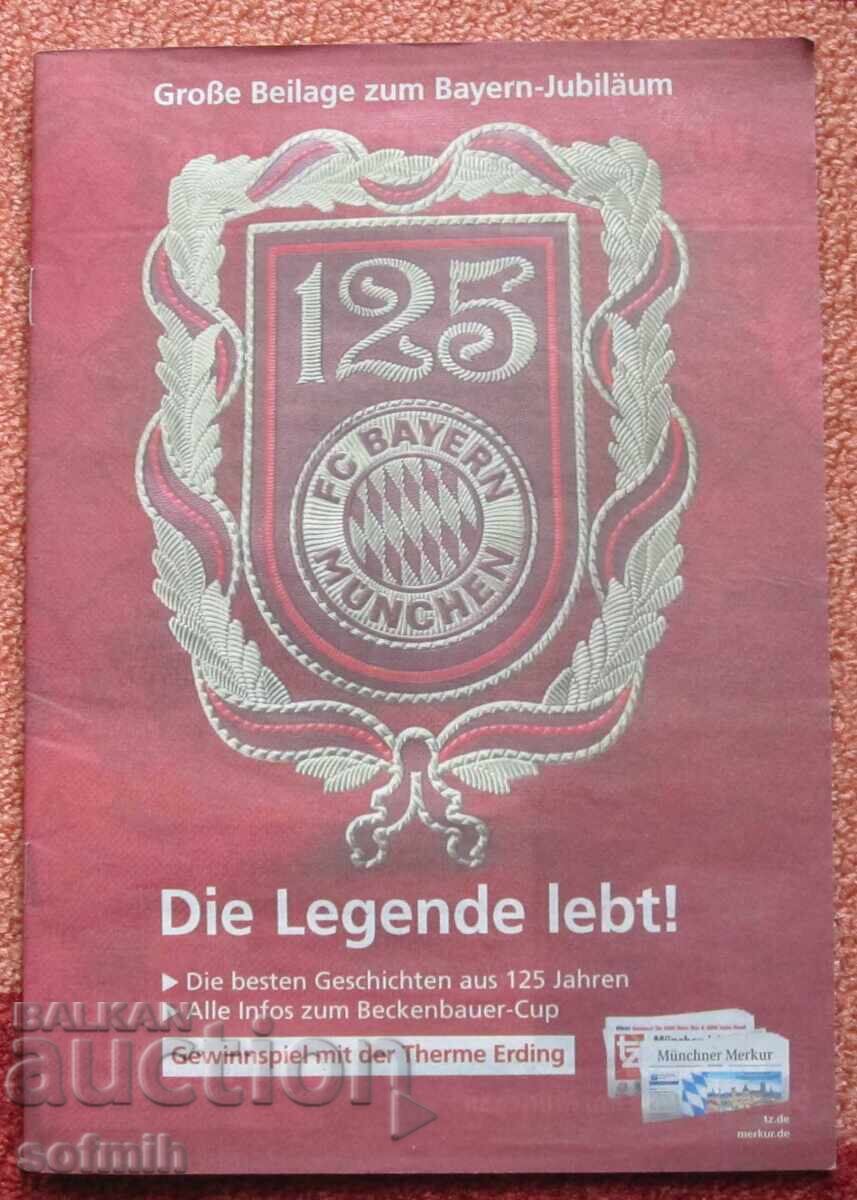 Große Beilage zum Bayern-Jubiläum
125
FC BAYERN
MÜNCHEN
Die Legende lebt!
▶ Die besten Geschichten aus 125 Jahren
▶ Alle Infos zum Beckenbauer-Cup
Gewinnspiel mit der Therme Erding
tz
Münchner Merkur
tz.de
merkur.de
BALKAN
auction
sofmih